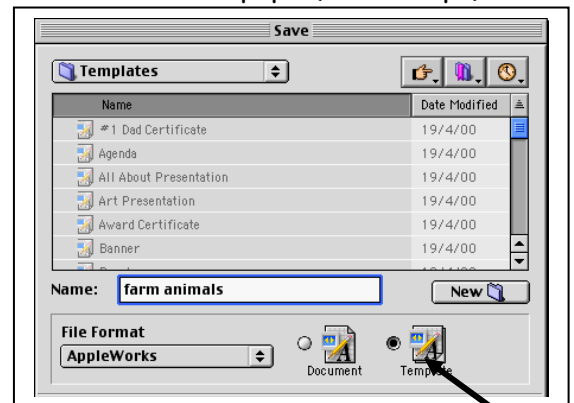 Save
Templates
Name Date Modified
#1 Dad Certificate 19/4/00
Agenda 19/4/00
All About Presentation 19/4/00
Art Presentation 19/4/00
Award Certificate 19/4/00
Banner 19/4/00
Name: farm animals New
File Format
AppleWorks
Document Template